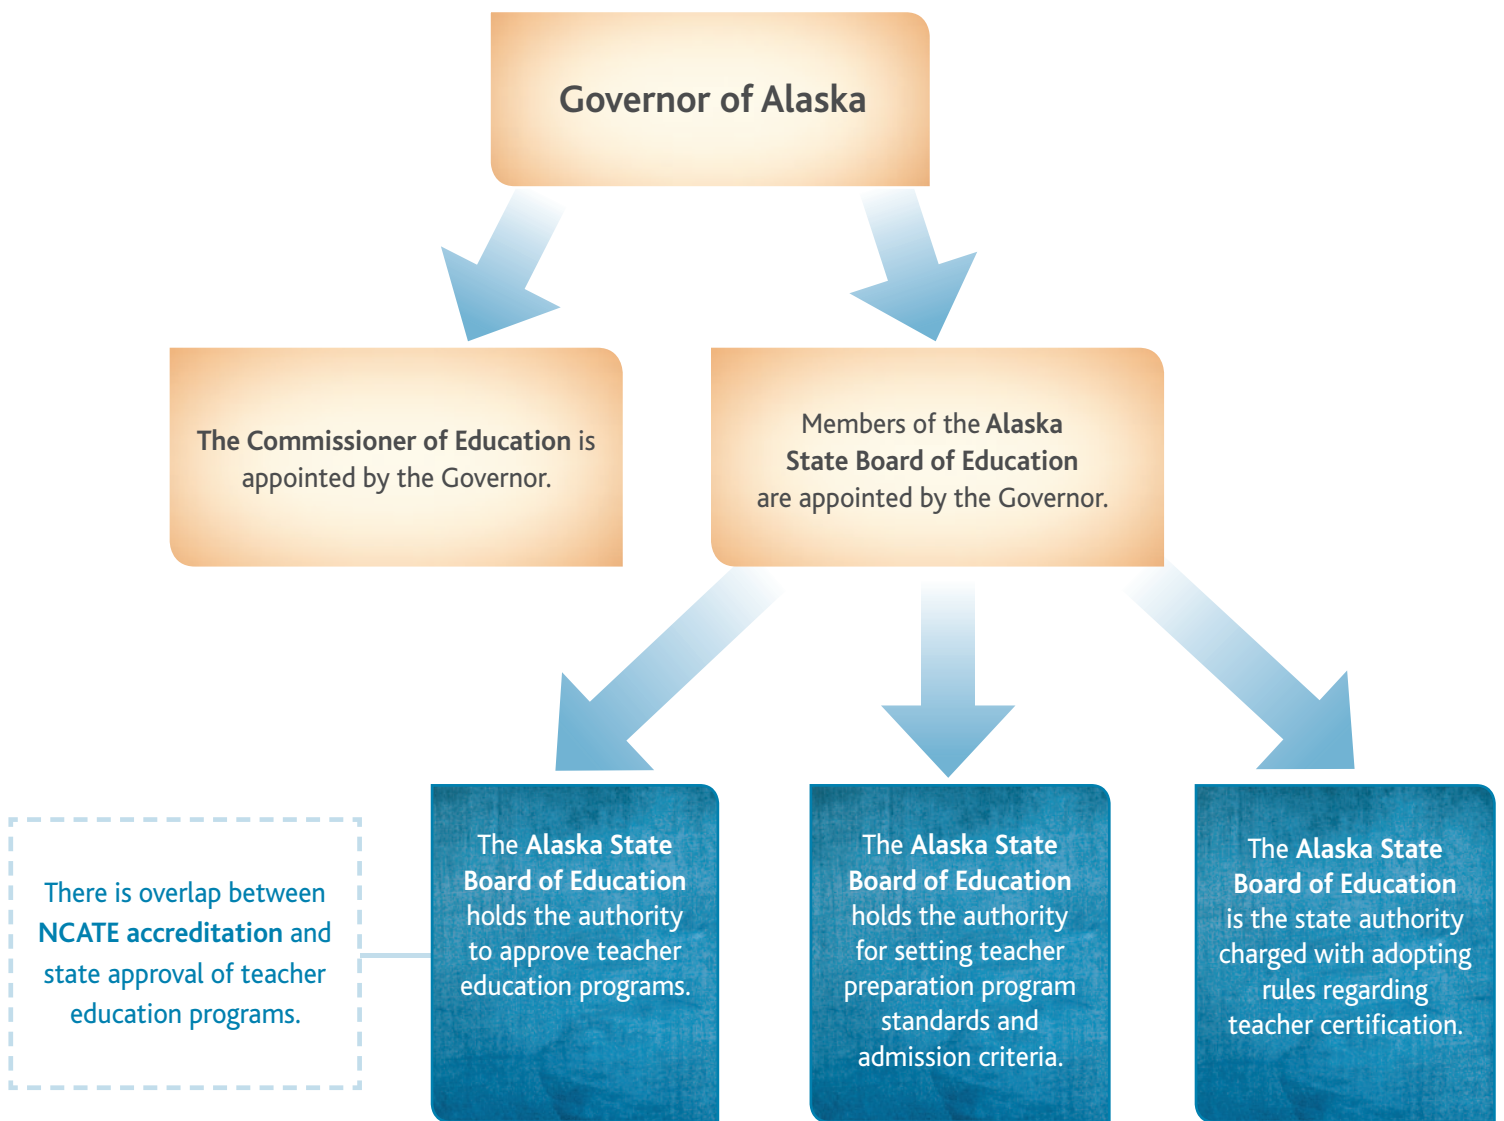 Governor of Alaska
The Commissioner of Education is
appointed by the Governor.
Members of the Alaska
State Board of Education
are appointed by the Governor.
There is overlap between
NCATE accreditation and
state approval of teacher
education programs.
The Alaska State
Board of Education
holds the authority
to approve teacher
education programs.
The Alaska State
Board of Education
holds the authority
for setting teacher
preparation program
standards and
admission criteria.
The Alaska State
Board of Education
is the state authority
charged with adopting
rules regarding
teacher certification.